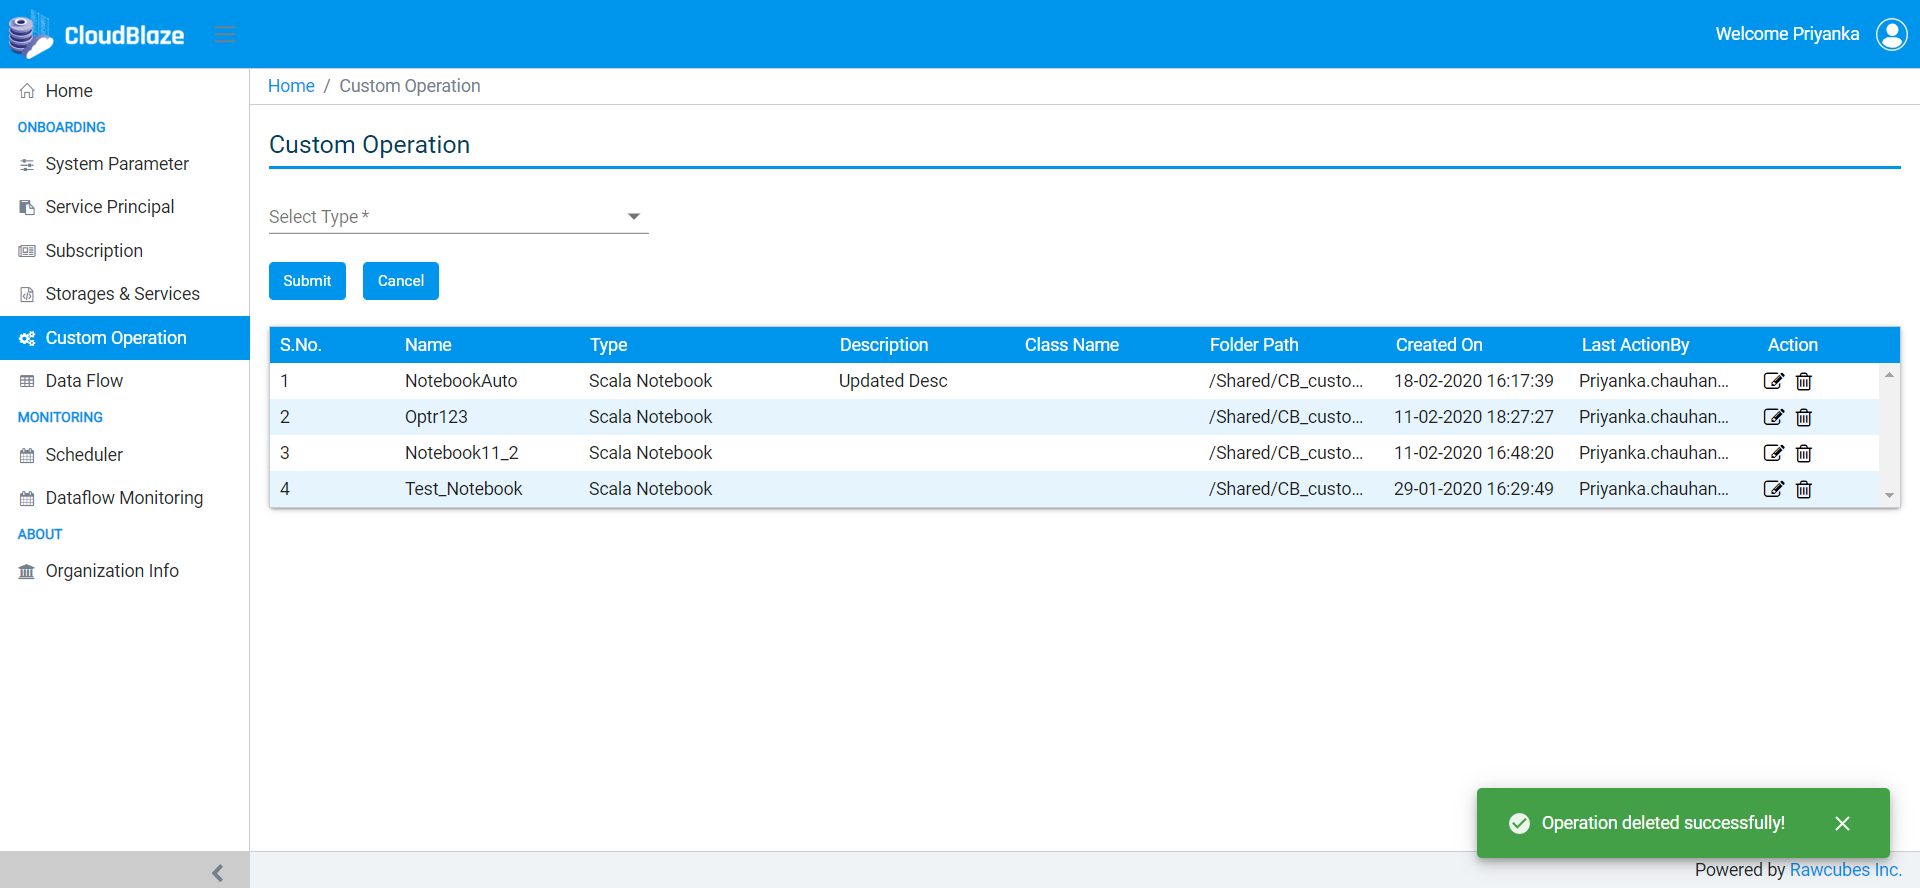 CloudBlaze
Welcome Priyanka
Home
ONBOARDING
System Parameter
Service Principal
Subscription
Storages & Services
Custom Operation
Data Flow
MONITORING
Scheduler
Dataflow Monitoring
ABOUT
Organization Info
Home / Custom Operation
Custom Operation
Select Type *
Submit Cancel
S.No. Name Type Description Class Name Folder Path Created On Last ActionBy Action
1 NotebookAuto Scala Notebook Updated Desc /Shared/CB_custo... 18-02-2020 16:17:39 Priyanka.chauhan...
2 Optr123 Scala Notebook /Shared/CB_custo... 11-02-2020 18:27:27 Priyanka.chauhan...
3 Notebook11_2 Scala Notebook /Shared/CB_custo... 11-02-2020 16:48:20 Priyanka.chauhan...
4 Test_Notebook Scala Notebook /Shared/CB_custo... 29-01-2020 16:29:49 Priyanka.chauhan...
Operation deleted successfully!
Powered by Rawcubes Inc.